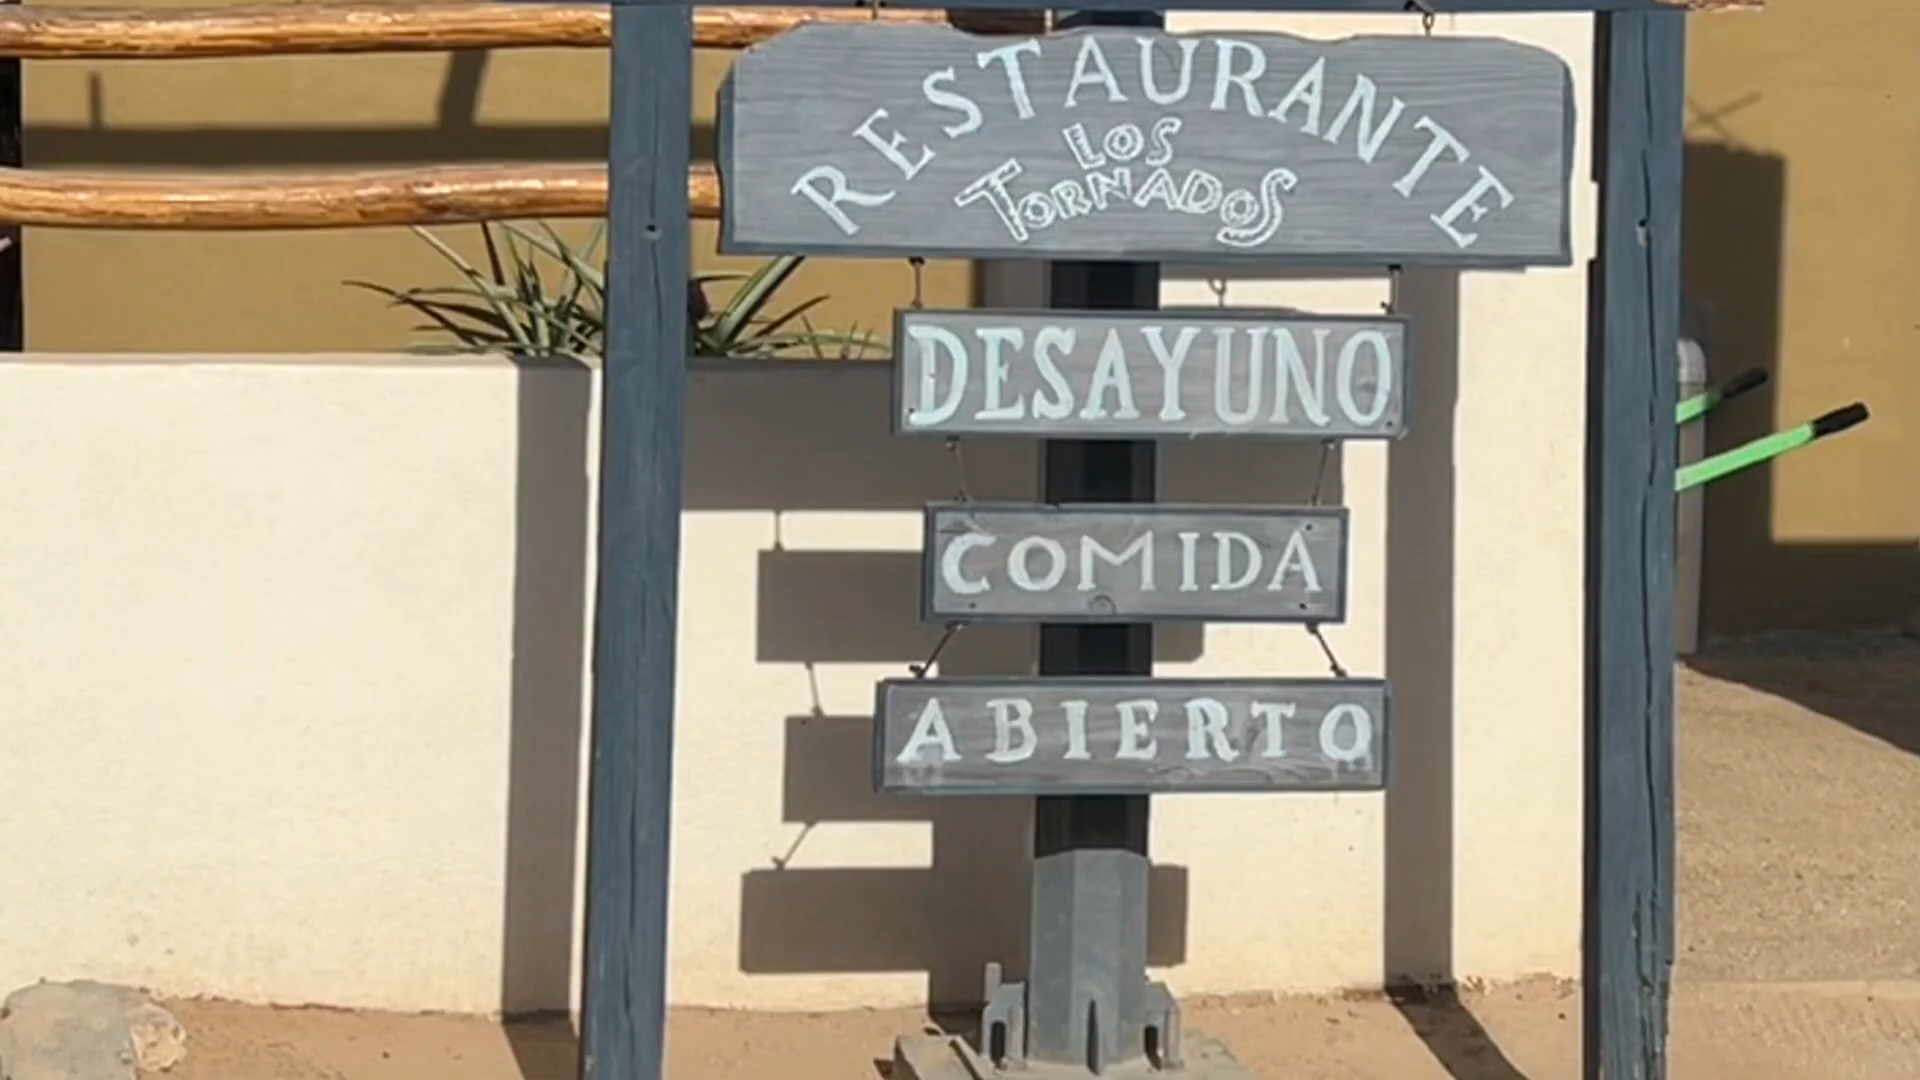 RESTAURANTE
LOS
TORNADOS
DESAYUNO
COMIDA
ABIERTO